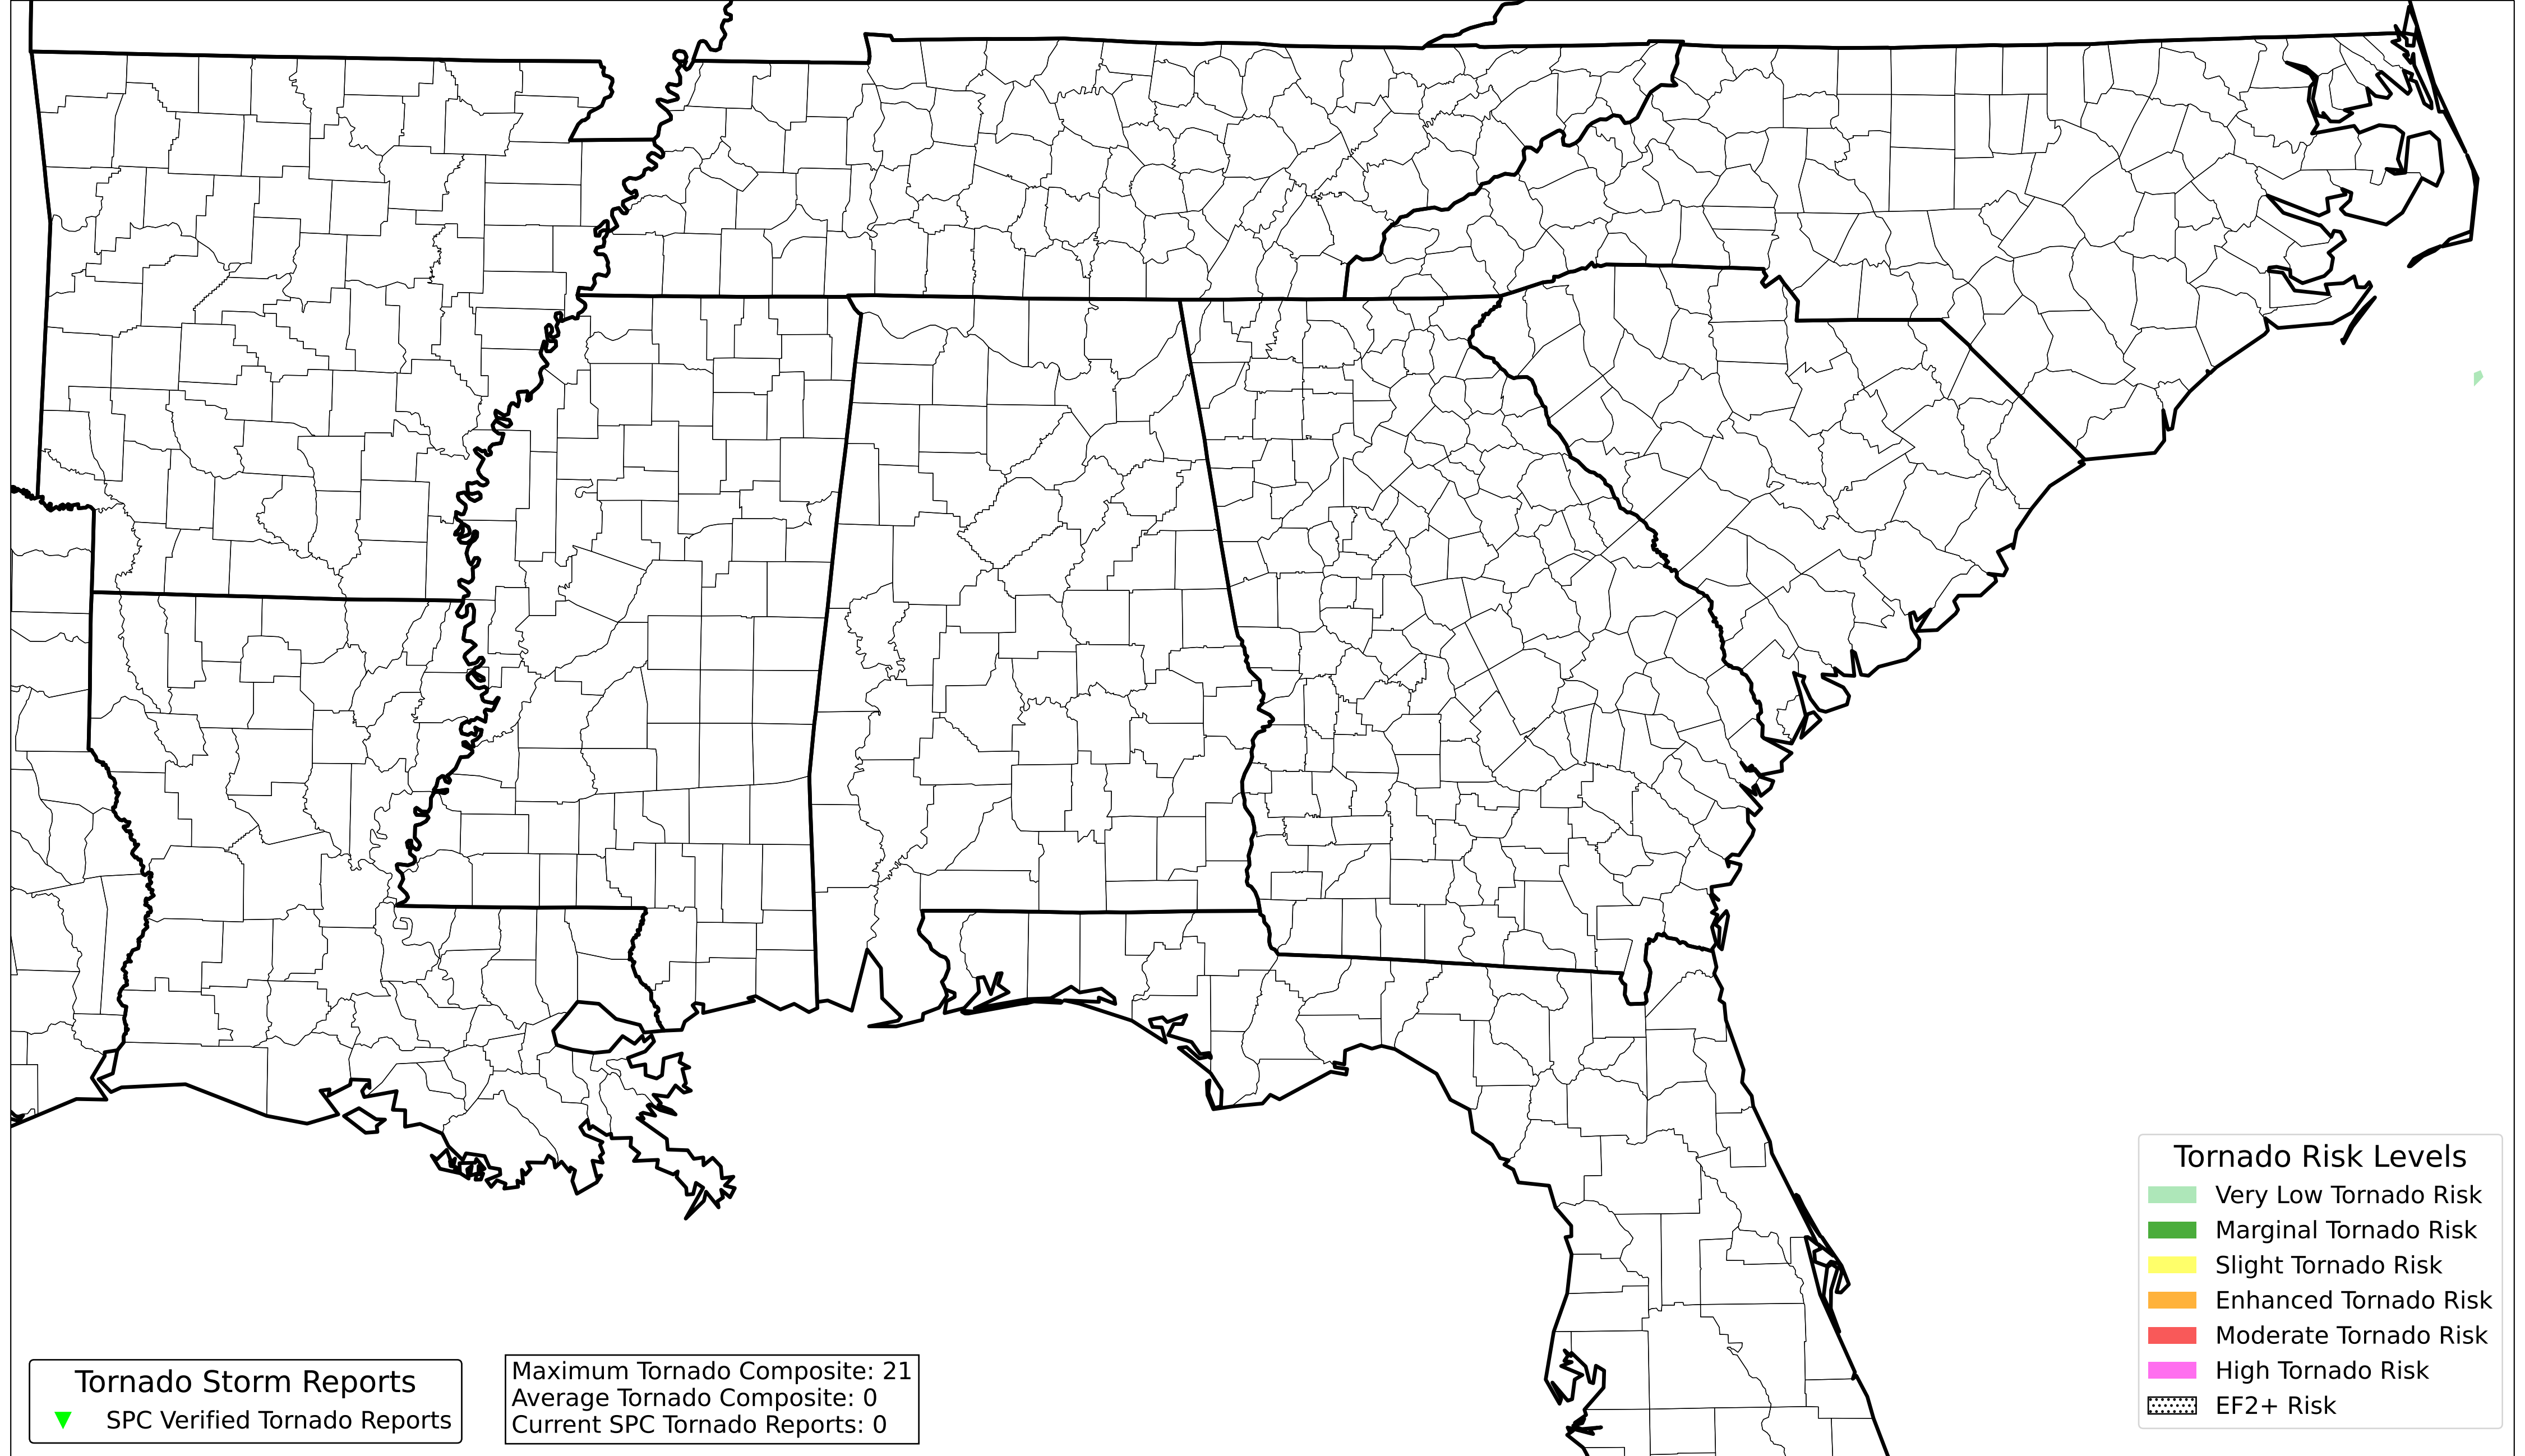 Tornado Storm Reports
SPC Verified Tornado Reports
Maximum Tornado Composite: 21
Average Tornado Composite: 0
Current SPC Tornado Reports: 0
Tornado Risk Levels
Very Low Tornado Risk
Marginal Tornado Risk
Slight Tornado Risk
Enhanced Tornado Risk
Moderate Tornado Risk
High Tornado Risk
EF2+ Risk